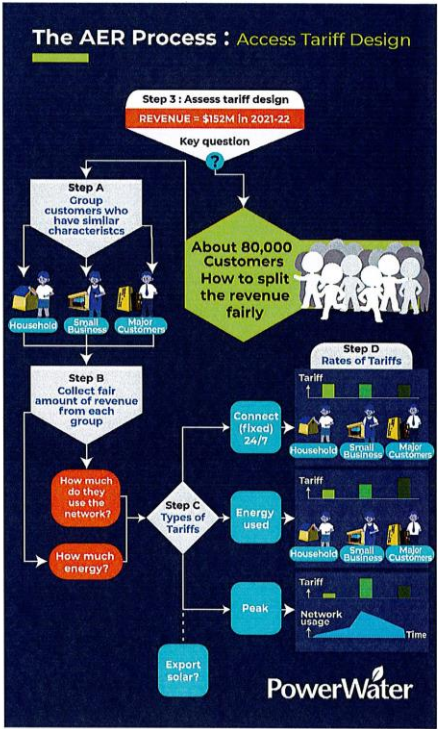 The AER Process : Access Tariff Design
Step 3 : Assess tariff design
REVENUE = $152M in 2021-22
Key question
?
Step A
Group
customers who
have similar
characteristcs
About 80,000
Customers
How to split
the revenue
fairly
Household
Small
Business
Major
Customers
Step B
Collect fair
amount of revenue
from each
group
How much
do they
use the
network?
How much
energy?
Step C
Types of
Tariffs
Connect
(fixed)
24/7
Energy
used
Peak
Export
solar?
Step D
Rates of Tariffs
Tariff
Household
Small
Business
Major
Customers
Tariff
Household
Small
Business
Major
Customers
Tariff
Network
usage
Time
PowerWater